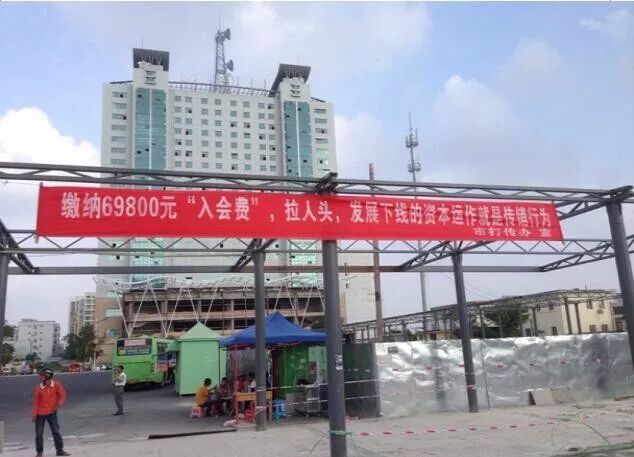 缴纳69800元“入会费”，拉人头，发展下线的资本运作就是传销行为
市打传办 宣